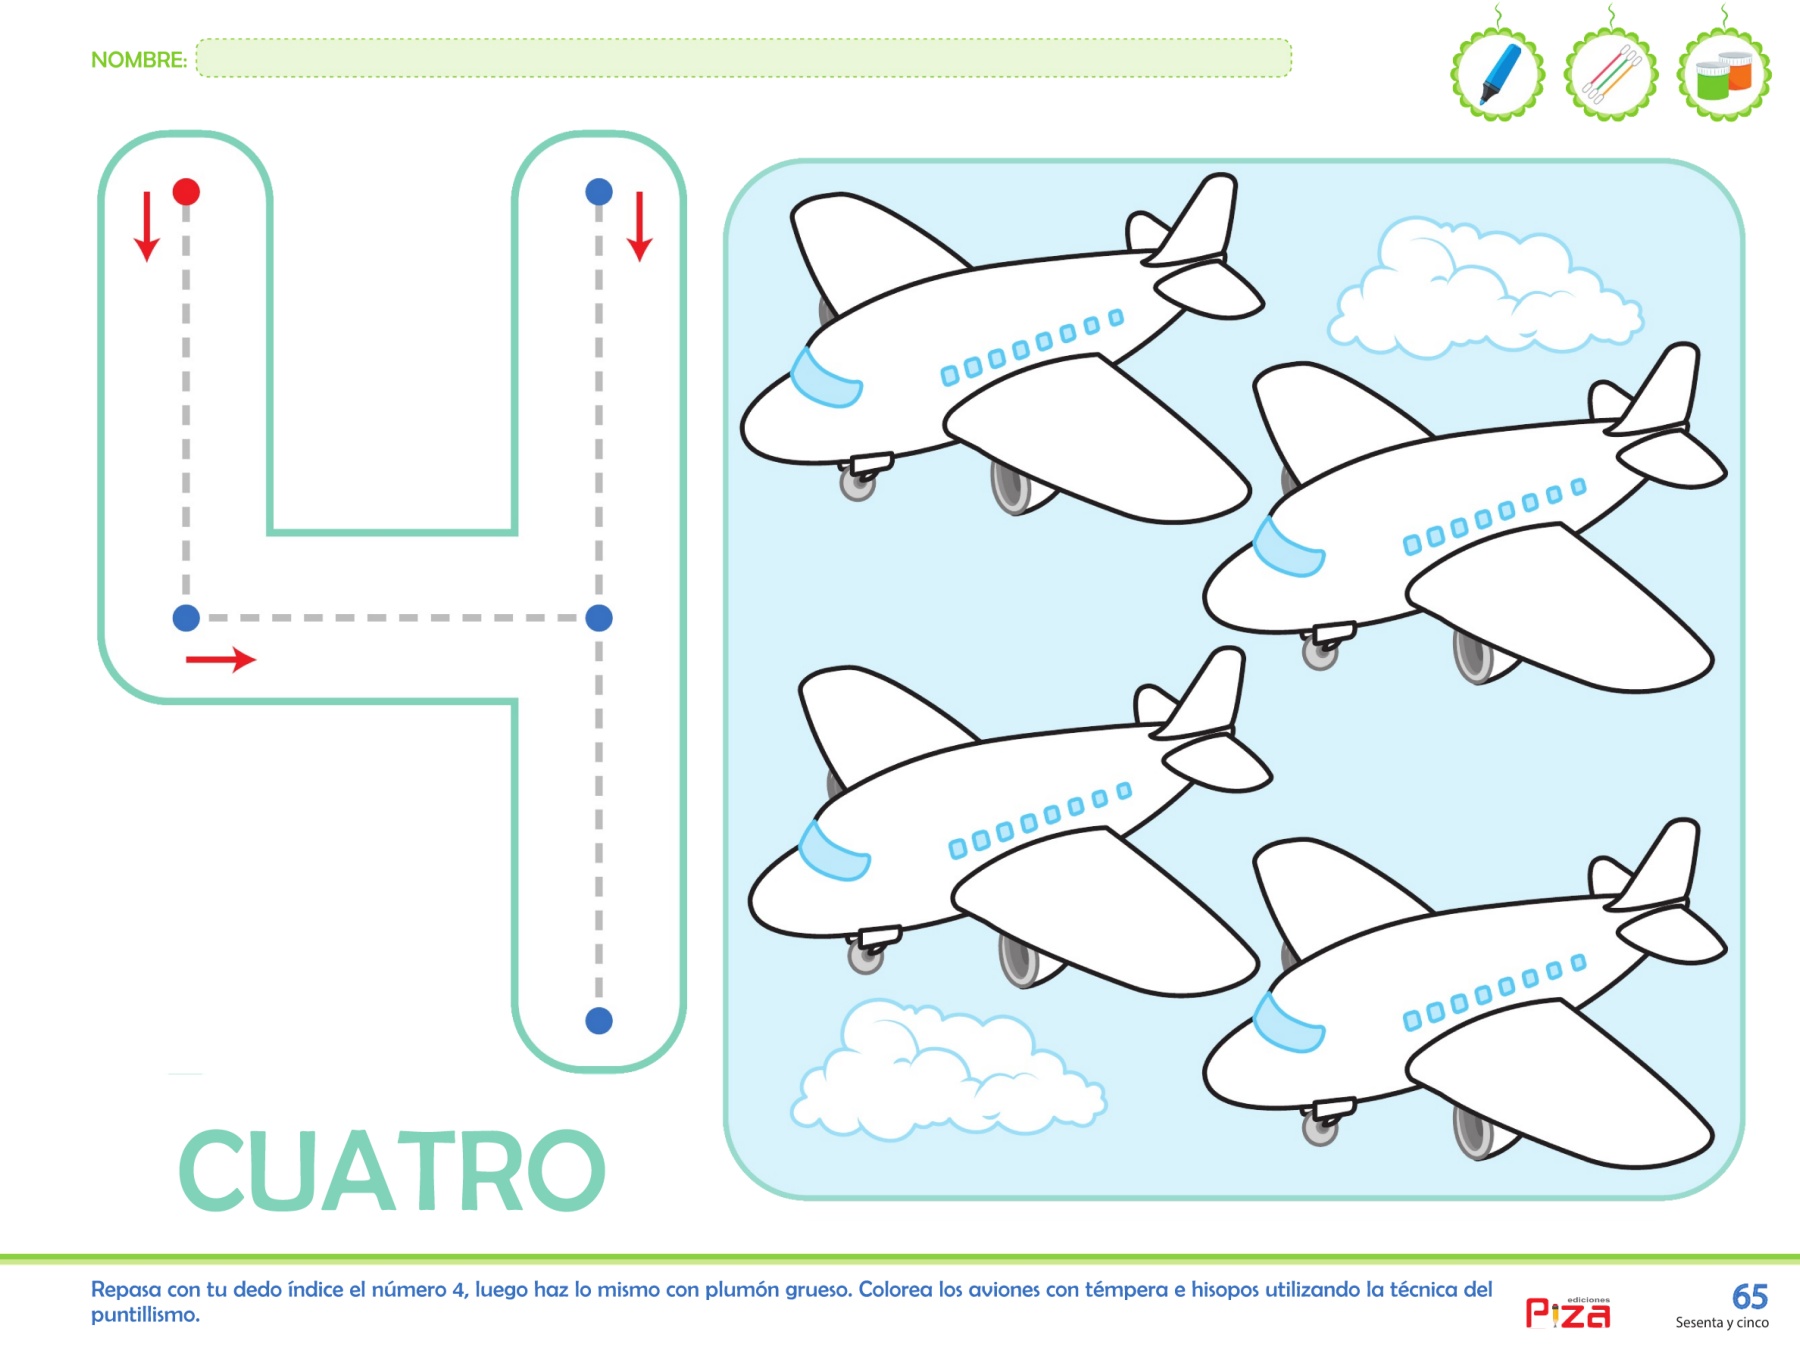 NOMBRE:
4
CUATRO
Repasa con tu dedo índice el número 4, luego haz lo mismo con plumón grueso. Colorea los aviones con témpera e hisopos utilizando la técnica del
puntillismo.
ediciones
Piza
65
Sesenta y cinco